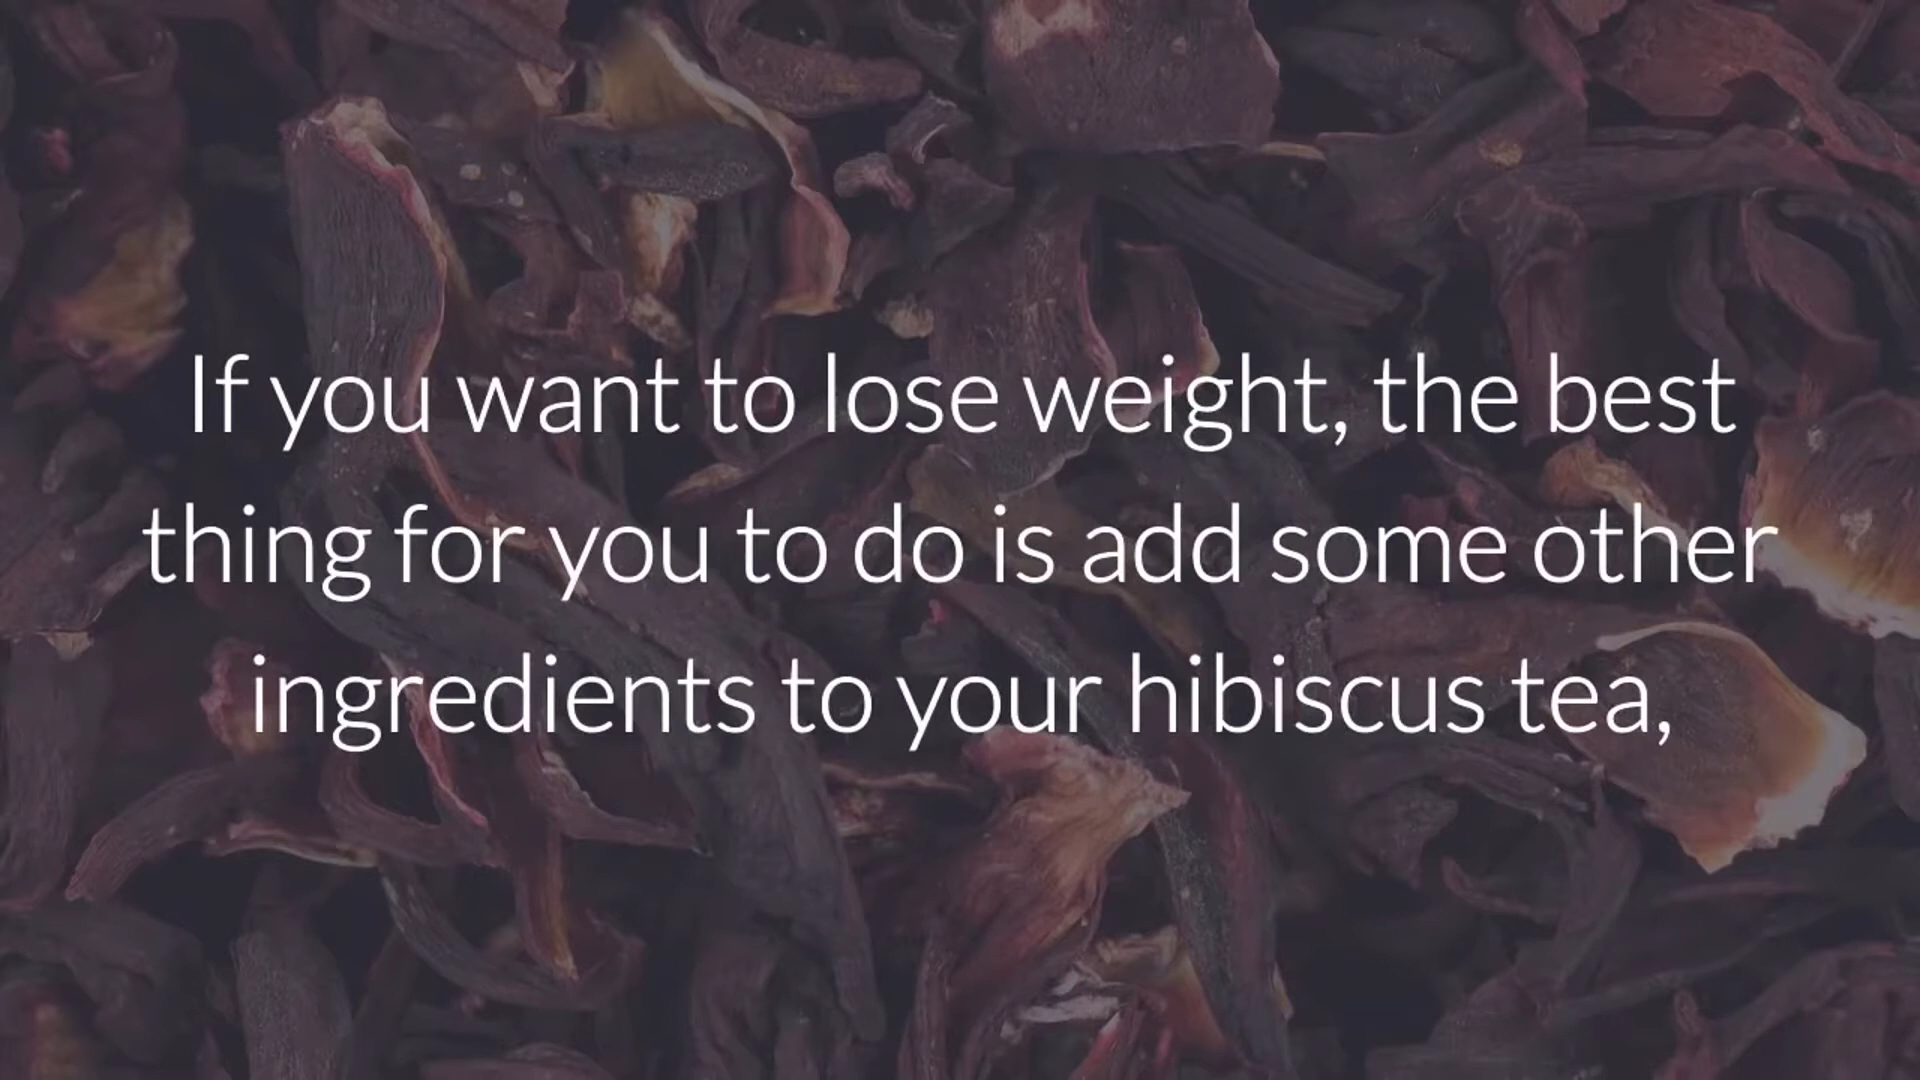 If you want to lose weight, the best
thing for you to do is add some other
ingredients to your hibiscus tea,